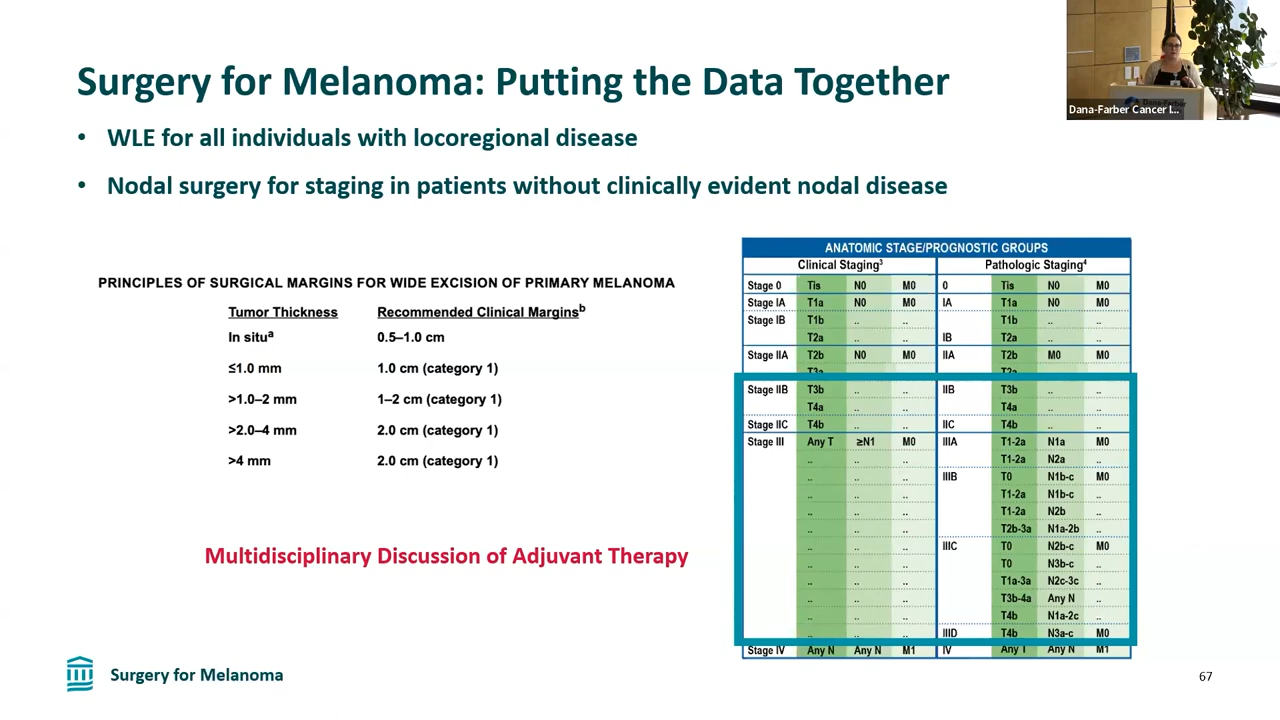 Surgery for Melanoma: Putting the Data Together
• WLE for all individuals with locoregional disease
• Nodal surgery for staging in patients without clinically evident nodal disease
Dana-Farber Cancer I...
PRINCIPLES OF SURGICAL MARGINS FOR WIDE EXCISION OF PRIMARY MELANOMA
Tumor Thickness Recommended Clinical Marginsb
In situa 0.5–1.0 cm
≤1.0 mm 1.0 cm (category 1)
>1.0–2 mm 1–2 cm (category 1)
>2.0–4 mm 2.0 cm (category 1)
>4 mm 2.0 cm (category 1)
Multidisciplinary Discussion of Adjuvant Therapy
ANATOMIC STAGE/PROGNOSTIC GROUPS
Clinical Staging3 Pathologic Staging4
Stage 0 Tis N0 M0 0 Tis N0 M0
Stage IA T1a N0 M0 IA T1a N0 M0
Stage IB T1b .. .. T1b .. ..
T2a .. .. IB T2a .. ..
Stage IIA T2b N0 M0 IIA T2b M0 M0
T3a T2a
Stage IIB T3b .. .. IIB T3b .. ..
T4a .. .. T4a .. ..
Stage IIC T4b .. .. IIC T4b .. ..
Stage III Any T ≥N1 M0 IIIA T1-2a N1a M0
.. .. .. T1-2a N2a ..
.. .. .. IIIB T0 N1b-c M0
.. .. .. T1-2a N1b-c ..
.. .. .. T1-2a N2b ..
.. .. .. T2b-3a N1a-2b ..
.. .. .. IIIC T0 N2b-c M0
.. .. .. T0 N3b-c ..
.. .. .. T1a-3a N2c-3c ..
.. .. .. T3b-4a Any N ..
.. .. .. T4b N1a-2c ..
.. .. .. IIID T4b N3a-c M0
Stage IV Any N Any N M1 IV Any T Any N M1
Surgery for Melanoma
67